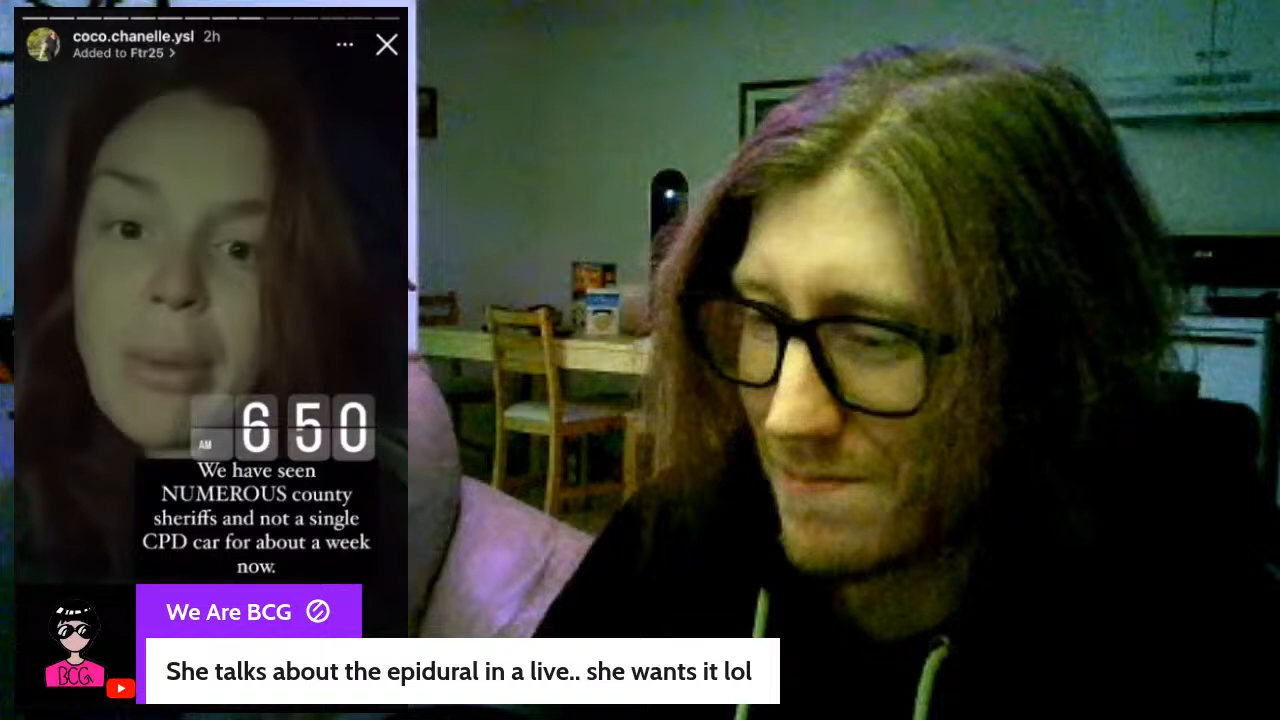 coco.chanelle.ysl 2h
Added to Ftr25 >
AM 6 50
We have seen
NUMEROUS county
sheriffs and not a single
CPD car for about a week
now.
We Are BCG
BCG
She talks about the epidural in a live.. she wants it lol